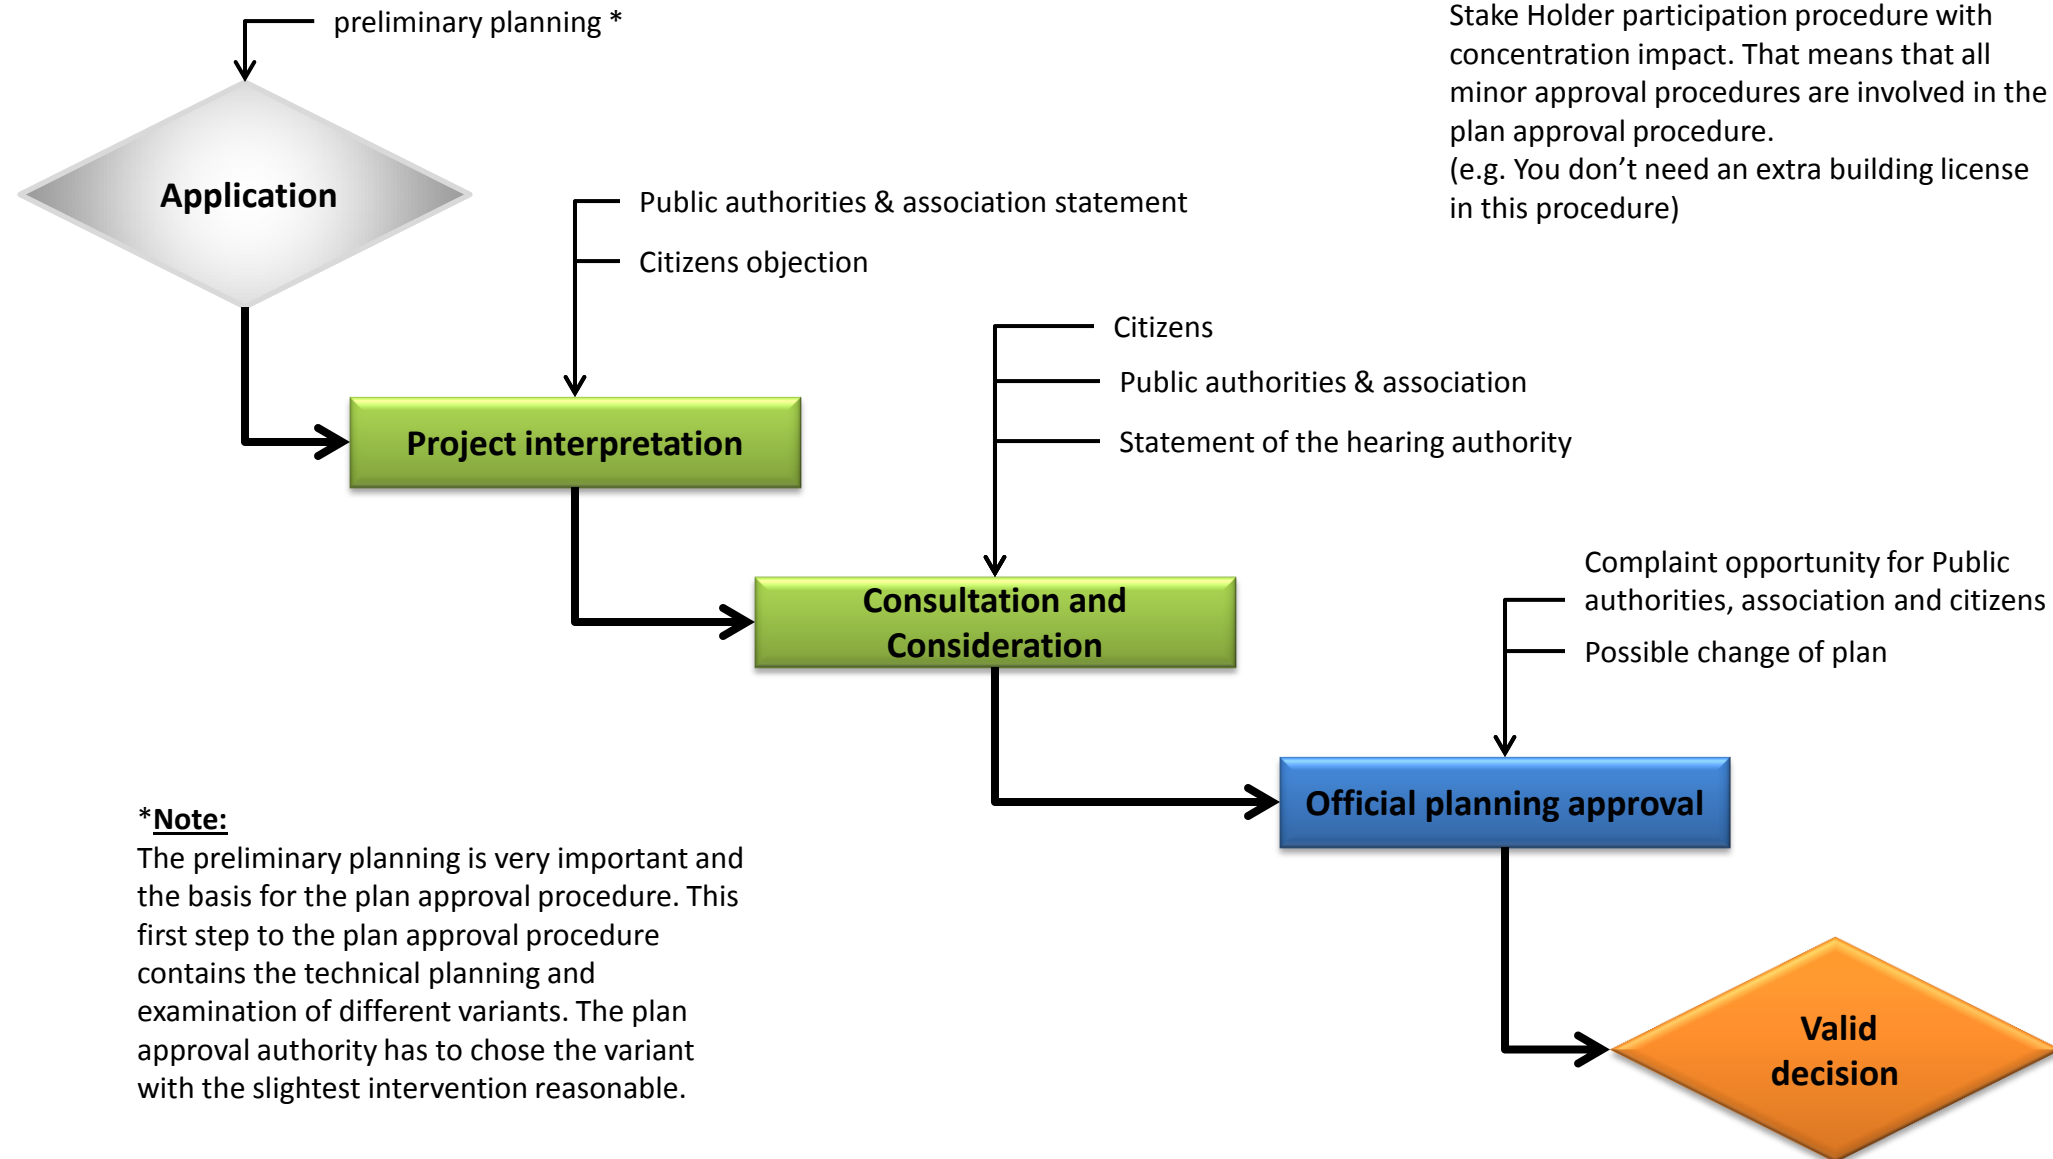 preliminary planning *
Stake Holder participation procedure with
concentration impact. That means that all
minor approval procedures are involved in the
plan approval procedure.
(e.g. You don’t need an extra building license
in this procedure)
Application
Public authorities & association statement
Citizens objection
Citizens
Public authorities & association
Statement of the hearing authority
Project interpretation
Complaint opportunity for Public
authorities, association and citizens
Possible change of plan
Consultation and
Consideration
Official planning approval
*Note:
The preliminary planning is very important and
the basis for the plan approval procedure. This
first step to the plan approval procedure
contains the technical planning and
examination of different variants. The plan
approval authority has to chose the variant
with the slightest intervention reasonable.
Valid
decision